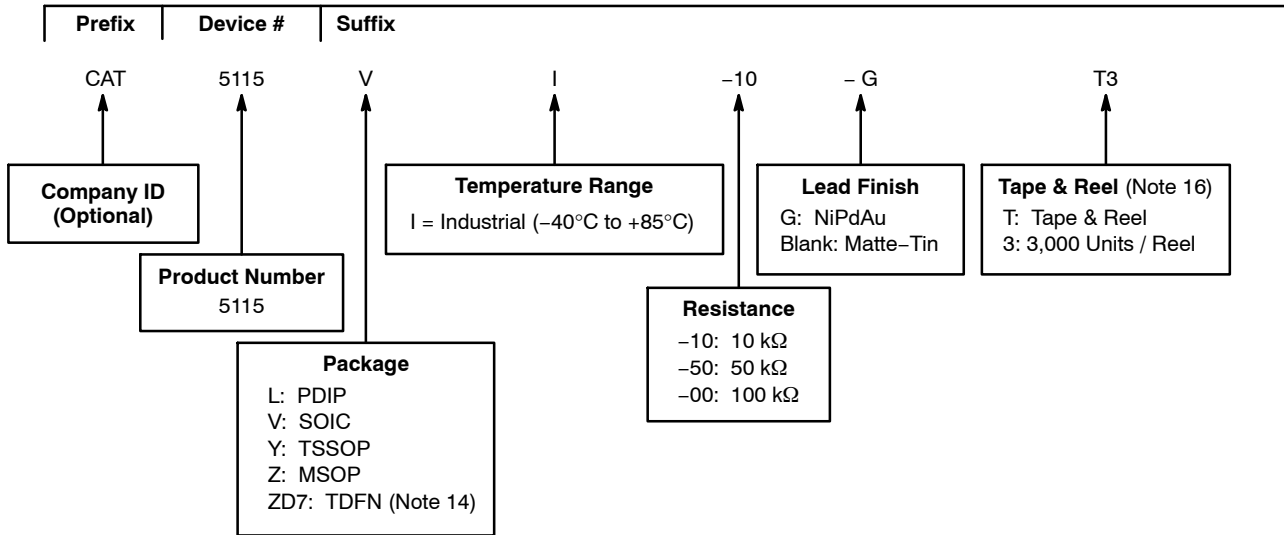 Prefix Device # Suffix
CAT 5115 V I −10 − G T3
Company ID
(Optional)
Product Number
5115
Package
L: PDIP
V: SOIC
Y: TSSOP
Z: MSOP
ZD7: TDFN (Note 14)
Temperature Range
I = Industrial (−40°C to +85°C)
Resistance
−10: 10 kΩ
−50: 50 kΩ
−00: 100 kΩ
Lead Finish
G: NiPdAu
Blank: Matte−Tin
Tape & Reel (Note 16)
T: Tape & Reel
3: 3,000 Units / Reel